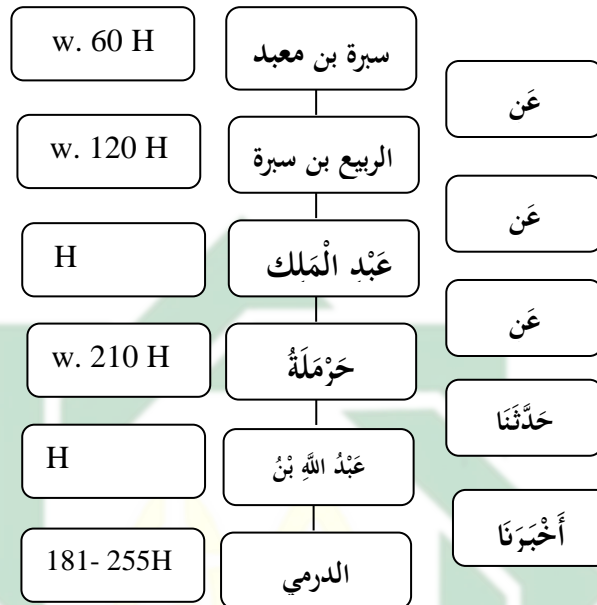 w. 60 H
سبرة بن معبد
عَن
w. 120 H
الربيع بن سبرة
عَن
H
عَبْدِ الْمَلِك
عَن
w. 210 H
حَرْمَلَةُ
حَدَّثَنَا
H
عَبْدُ اللَّهِ بْنُ
أَخْبَرَنَا
181- 255H
الدرمي